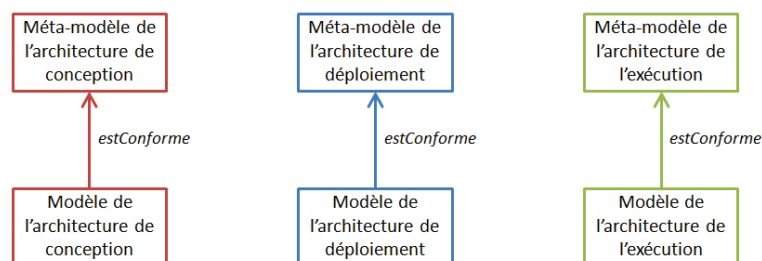 Méta-modèle de
l'architecture de
conception
Méta-modèle de
l'architecture de
déploiement
Méta-modèle de
l'architecture de
l'exécution
estConforme
estConforme
estConforme
Modèle de
l'architecture de
conception
Modèle de
l'architecture de
déploiement
Modèle de
l'architecture de
l'exécution